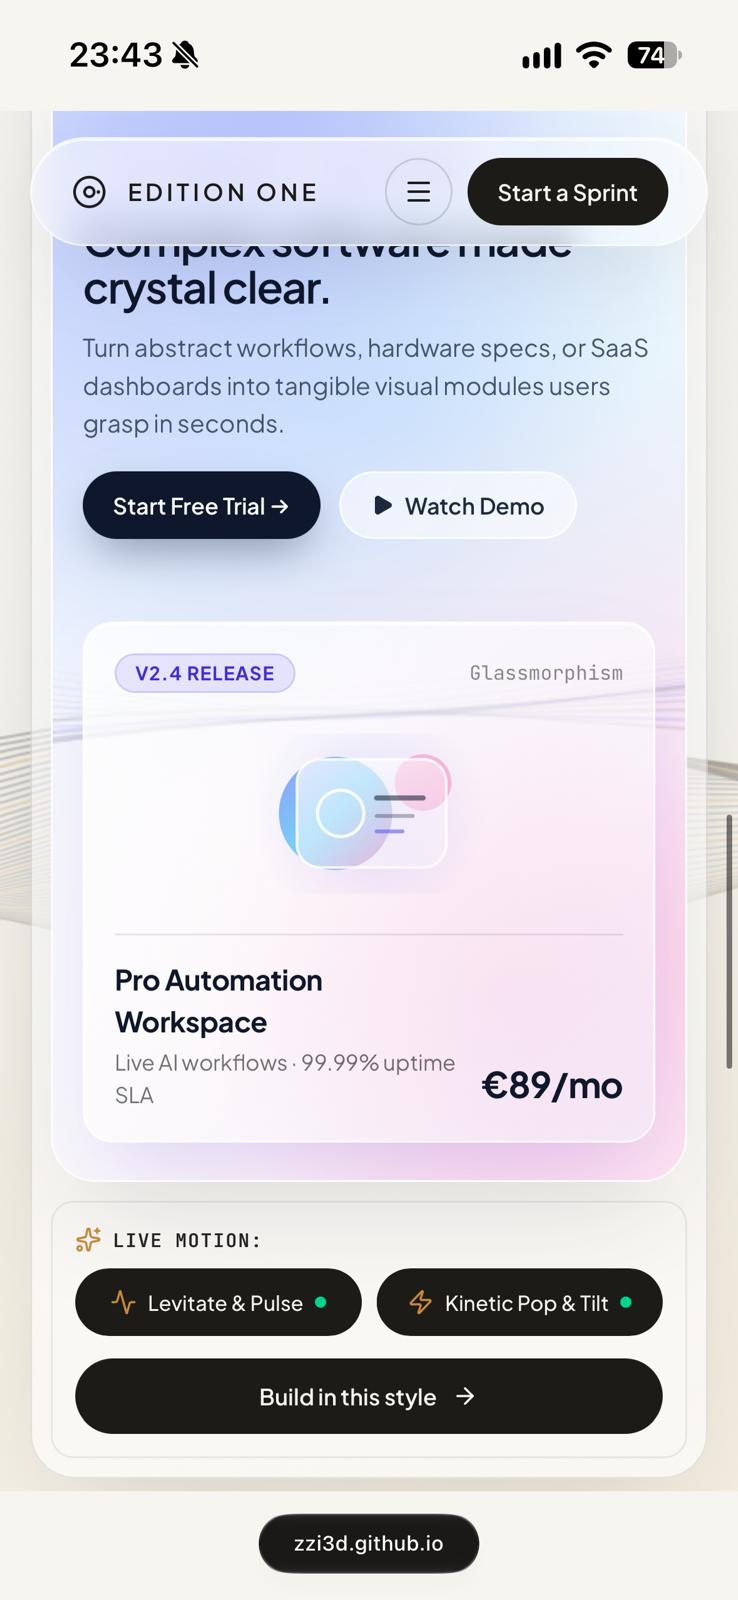 23:43
74
EDITION ONE
Start a Sprint
Complex software made
crystal clear.
Turn abstract workflows, hardware specs, or SaaS
dashboards into tangible visual modules users
grasp in seconds.
Start Free Trial →
Watch Demo
V2.4 RELEASE
Glassmorphism
Pro Automation
Workspace
Live AI workflows · 99.99% uptime
SLA
€89/mo
LIVE MOTION:
Levitate & Pulse
Kinetic Pop & Tilt
Build in this style →
zzi3d.github.io